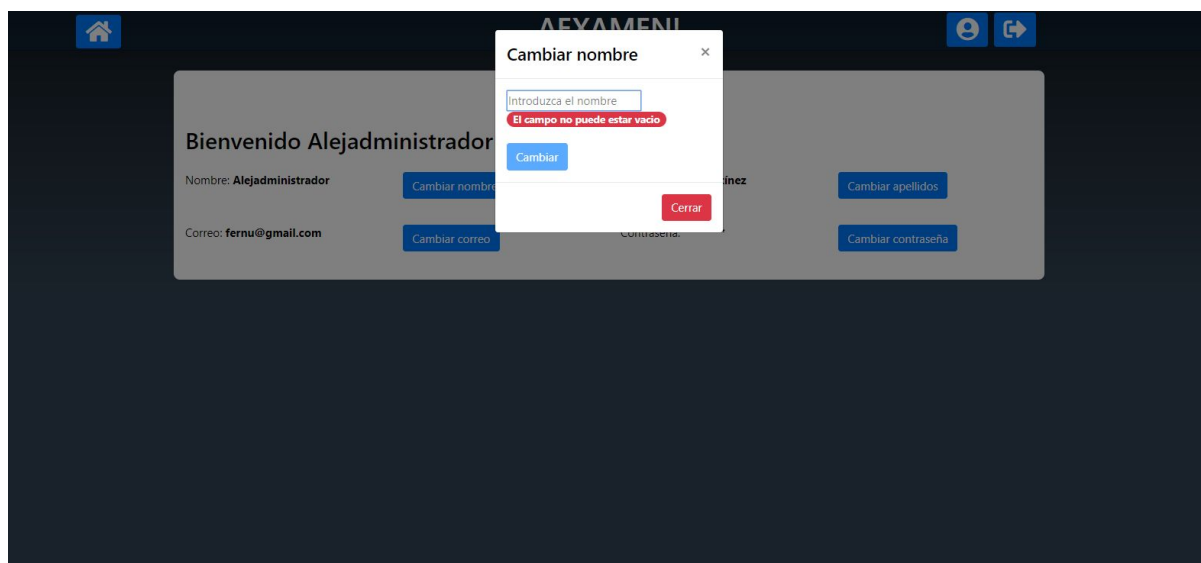 AEXAMENI
Cambiar nombre ×
Introduzca el nombre
El campo no puede estar vacio
Cambiar
Cerrar
Bienvenido Alejadministrador
Nombre: Alejadministrador Cambiar nombre Cambiar apellidos
Correo: fernu@gmail.com Cambiar correo Contraseña: Cambiar contraseña